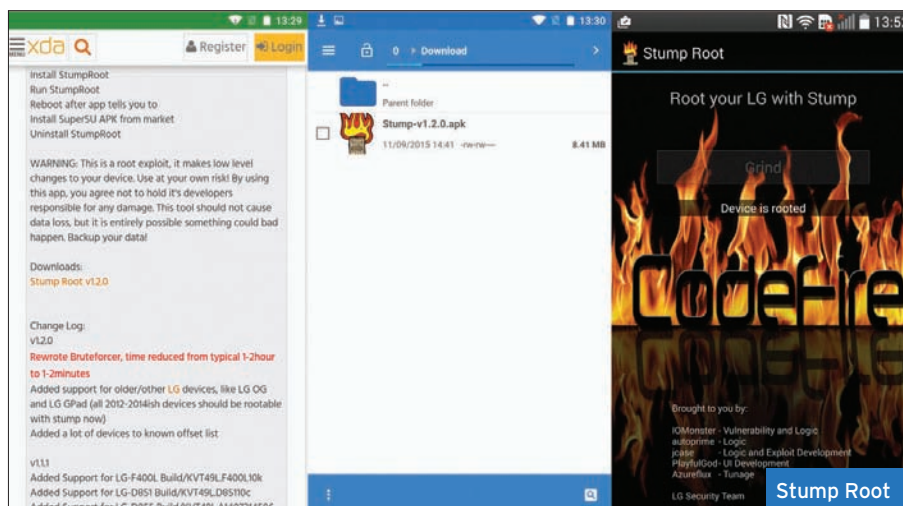 13:29
MENU xda Register Login
Install StumpRoot
Run StumpRoot
Reboot after app tells you to
Install SuperSU APK from market
Uninstall StumpRoot
WARNING: This is a root exploit, it makes low level
changes to your device. Use at your own risk! By using
this app, you agree not to hold it's developers
responsible for any damage. This tool should not cause
data loss, but it is entirely possible something could bad
happen. Backup your data!
Downloads:
Stump Root v1.2.0
Change Log:
v1.2.0
Rewrote Bruteforcer, time reduced from typical 1-2hour
to 1-2minutes
Added support for older/other LG devices, like LG OG
and LG GPad (all 2012-2014ish devices should be rootable
with stump now)
Added a lot of devices to known offset list
v1.1.1
Added Support for LG-F400L Build/KVT49L.F400L10k
Added Support for LG-D851 Build/KVT49L.D85110c
13:30
0 Download
..
Parent folder
Stump-v1.2.0.apk
11/09/2015 14:41 -rw-rw---- 8.41 MB
13:5
Stump Root
Root your LG with Stump
Grind
Device is rooted
CodeFire
Brought to you by:
IOMonster - Vulnerability and Logic
autoprime - Logic
jcase - Logic and Exploit Development
PlayfulGod- UI Development
Azureflux - Tunage
LG Security Team
Stump Root